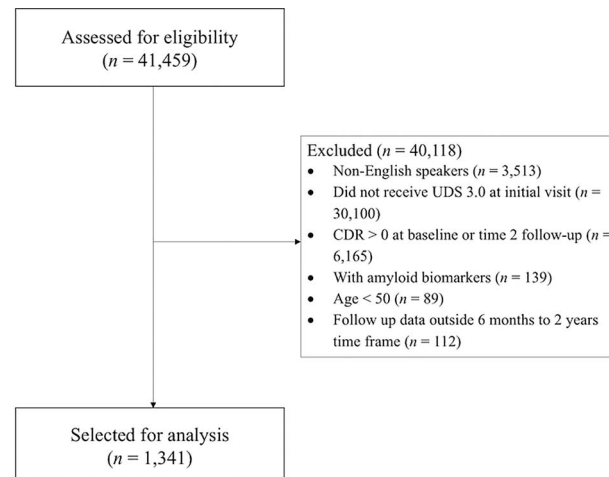 Assessed for eligibility
(n = 41,459)
Excluded (n = 40,118)
• Non-English speakers (n = 3,513)
• Did not receive UDS 3.0 at initial visit (n =
30,100)
• CDR > 0 at baseline or time 2 follow-up (n =
6,165)
• With amyloid biomarkers (n = 139)
• Age < 50 (n = 89)
• Follow up data outside 6 months to 2 years
time frame (n = 112)
Selected for analysis
(n = 1,341)